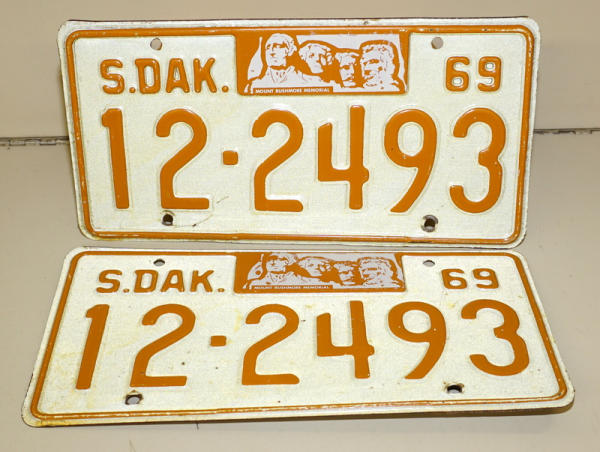 S.DAK. 69
MOUNT RUSHMORE MEMORIAL
12·2493
S.DAK. 69
MOUNT RUSHMORE MEMORIAL
12·2493